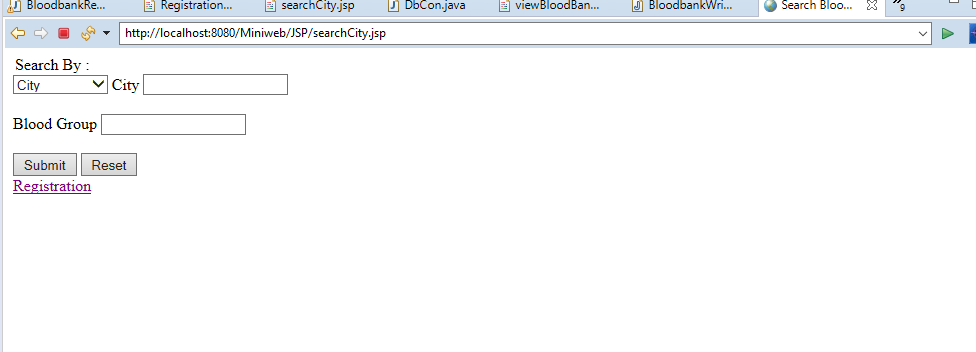 BloodbankRe... Registration... searchCity.jsp DbCon.java viewBloodBan... BloodbankWri... Search Bloo... 9
http://localhost:8080/Miniweb/JSP/searchCity.jsp
Search By :
City City
Blood Group
Submit Reset
Registration